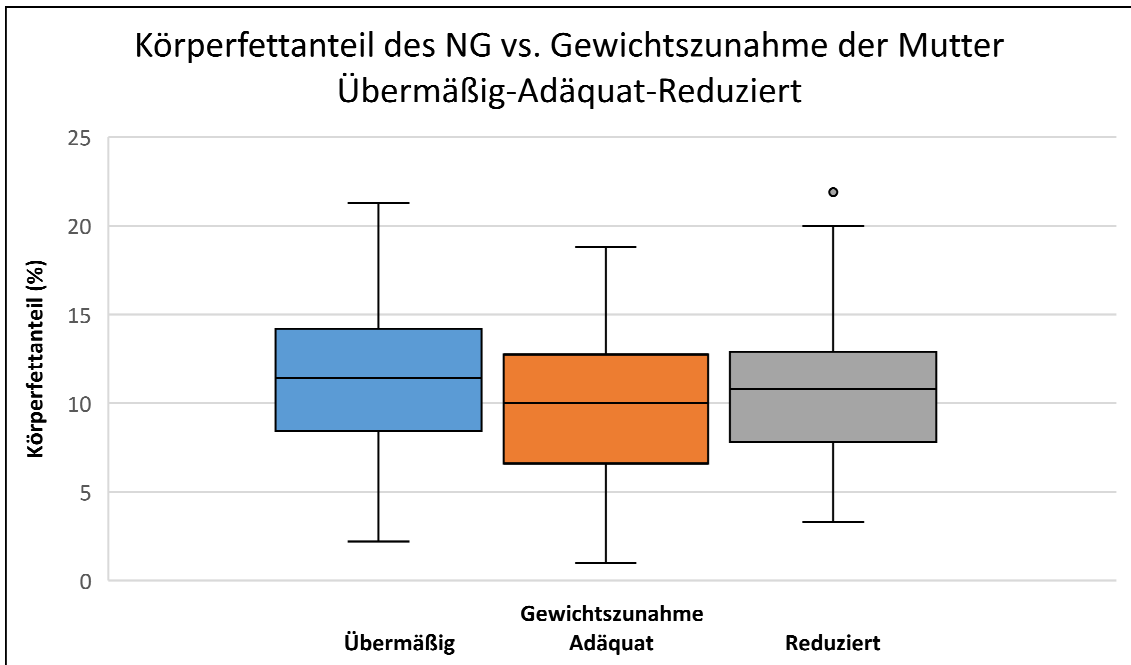 Körperfettanteil des NG vs. Gewichtszunahme der Mutter
Übermäßig-Adäquat-Reduziert
25
20
15
10
5
0
Körperfettanteil (%)
Gewichtszunahme
Übermäßig Adäquat Reduziert